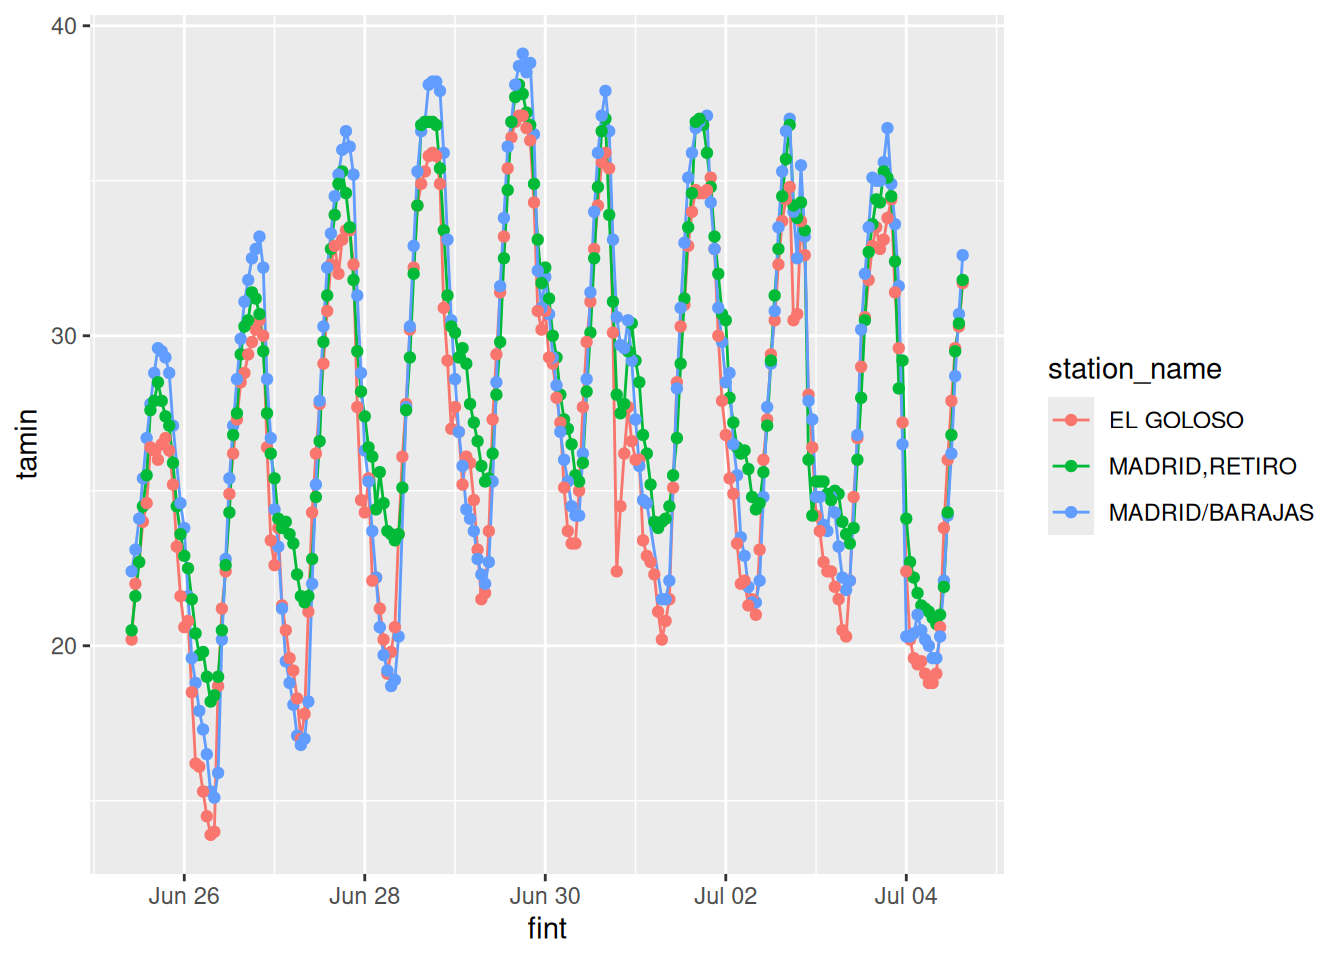 40
30
20
tamin
Jun 26
Jun 28
Jun 30
Jul 02
Jul 04
fint
station_name
EL GOLOSO
MADRID,RETIRO
MADRID/BARAJAS